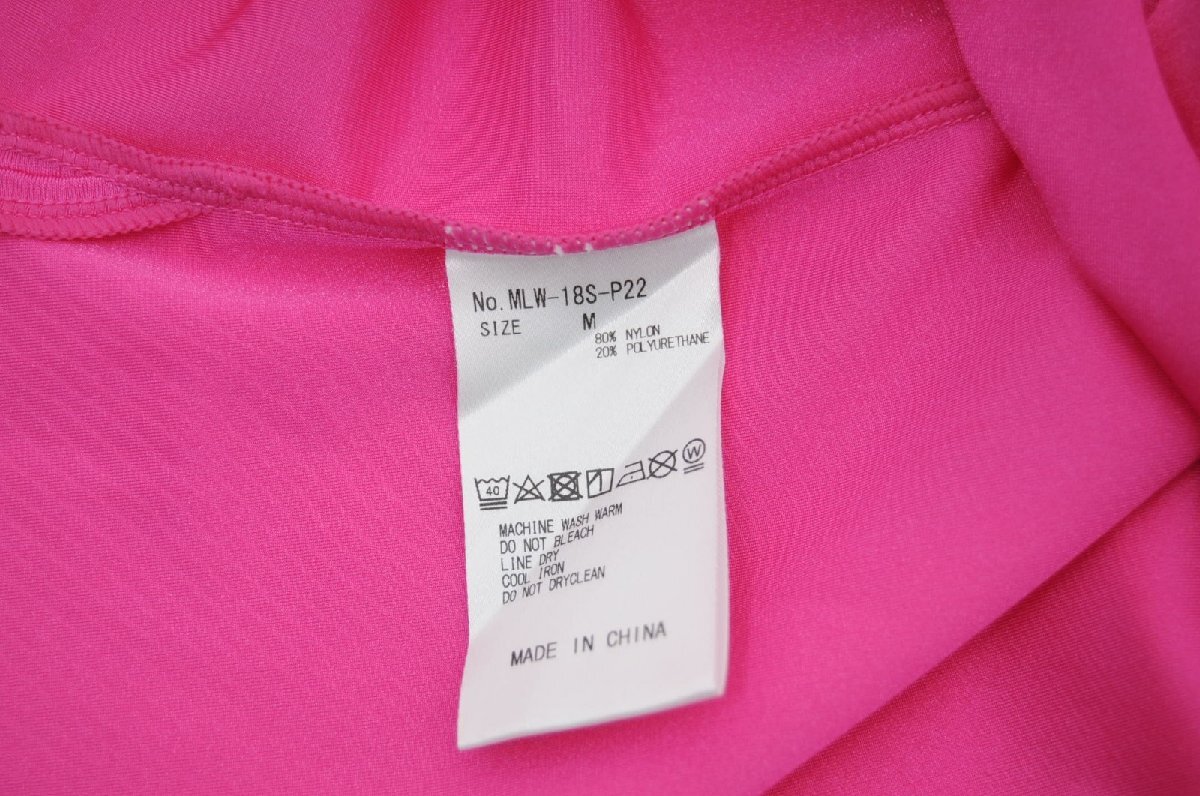 No. MLW-18S-P22
SIZE M
80% NYLON
20% POLYURETHANE
40 W
MACHINE WASH WARM
DO NOT BLEACH
LINE DRY
COOL IRON
DO NOT DRYCLEAN
MADE IN CHINA